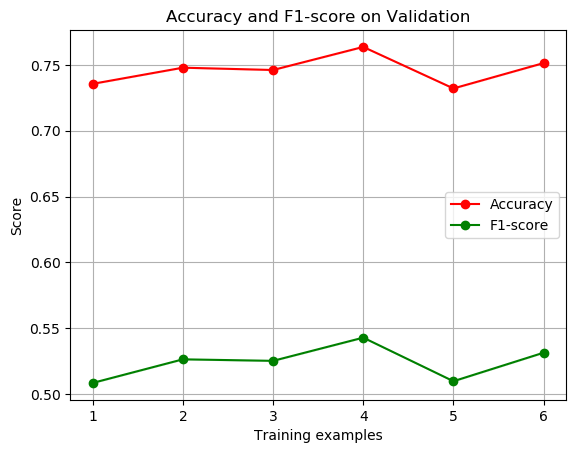 Accuracy and F1-score on Validation
Score
0.75
0.70
0.65
0.60
0.55
0.50
Accuracy
F1-score
1 2 3 4 5 6
Training examples